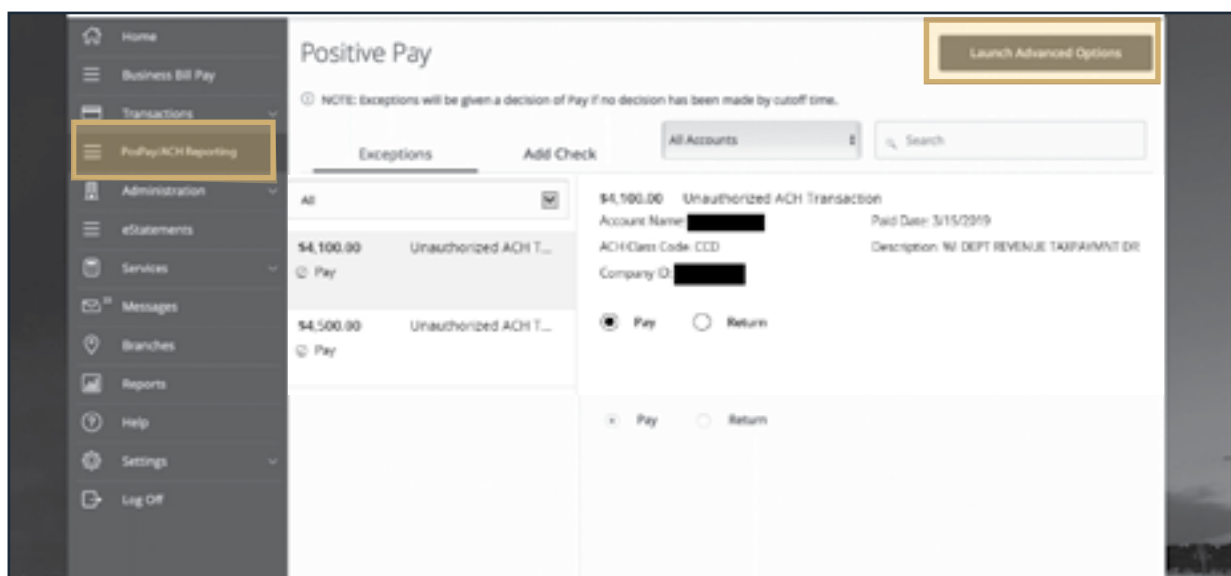 Home
Business Bill Pay
Transactions
PosPay/ACH Reporting
Administration
eStatements
Services
Messages
Branches
Reports
Help
Settings
Log Off
Positive Pay
Launch Advanced Options
NOTE: Exceptions will be given a decision of Pay if no decision has been made by cutoff time.
All Accounts
Search
Exceptions Add Check
All
$4,100.00 Unauthorized ACH T...
Pay
$4,500.00 Unauthorized ACH T...
Pay
$4,100.00 Unauthorized ACH Transaction
Account Name: Paid Date: 3/15/2019
ACH Class Code: CCD Description: WI DEPT REVENUE TAXPAYMNT DR
Company ID:
Pay Return
Pay Return